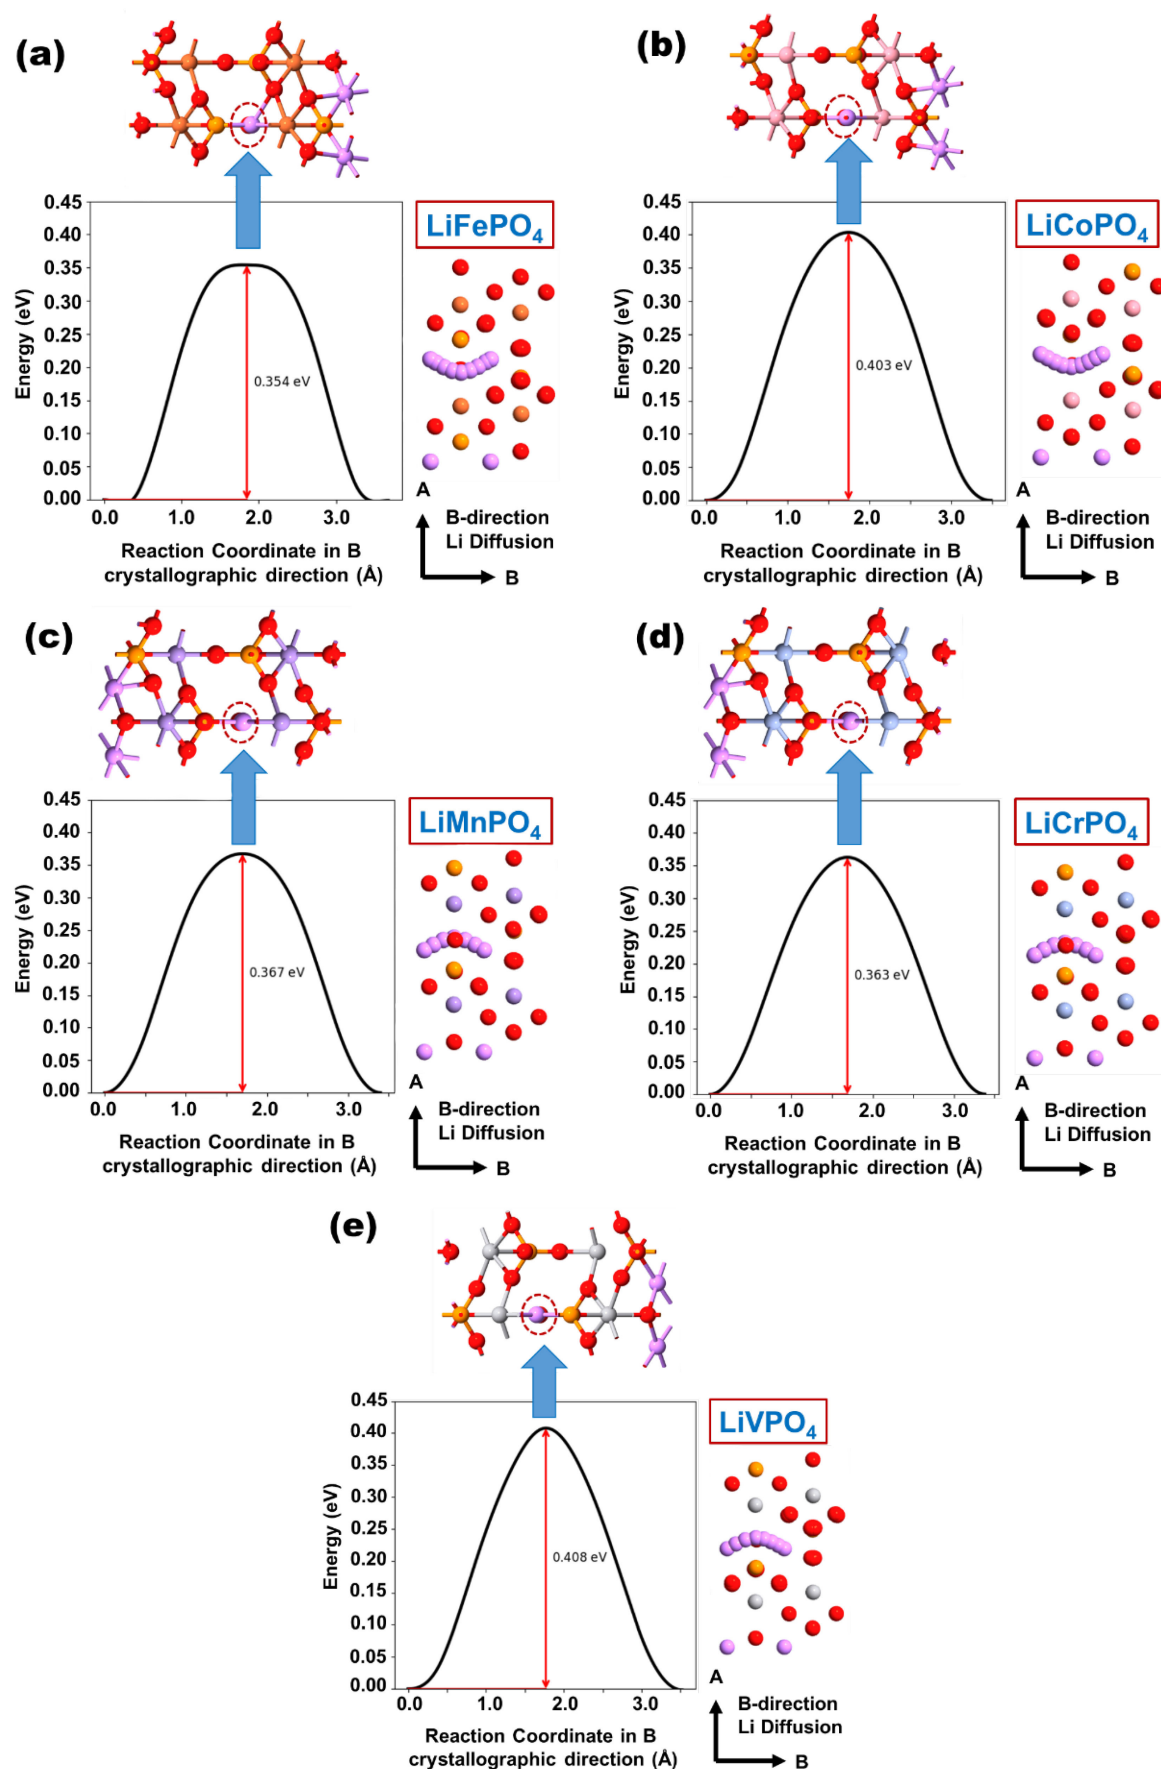 (a)
0.45
0.40
0.35
0.30
0.25
0.20
0.15
0.10
0.05
0.00
Energy (eV)
0.354 eV
0.0 1.0 2.0 3.0
Reaction Coordinate in B
crystallographic direction (Å)
LiFePO4
A
B-direction
Li Diffusion
B
(b)
0.45
0.40
0.35
0.30
0.25
0.20
0.15
0.10
0.05
0.00
Energy (eV)
0.403 eV
0.0 1.0 2.0 3.0
Reaction Coordinate in B
crystallographic direction (Å)
LiCoPO4
A
B-direction
Li Diffusion
B
(c)
0.45
0.40
0.35
0.30
0.25
0.20
0.15
0.10
0.05
0.00
Energy (eV)
0.367 eV
0.0 1.0 2.0 3.0
Reaction Coordinate in B
crystallographic direction (Å)
LiMnPO4
A
B-direction
Li Diffusion
B
(d)
0.45
0.40
0.35
0.30
0.25
0.20
0.15
0.10
0.05
0.00
Energy (eV)
0.363 eV
0.0 1.0 2.0 3.0
Reaction Coordinate in B
crystallographic direction (Å)
LiCrPO4
A
B-direction
Li Diffusion
B
(e)
0.45
0.40
0.35
0.30
0.25
0.20
0.15
0.10
0.05
0.00
Energy (eV)
0.408 eV
0.0 1.0 2.0 3.0
Reaction Coordinate in B
crystallographic direction (Å)
LiVPO4
A
B-direction
Li Diffusion
B